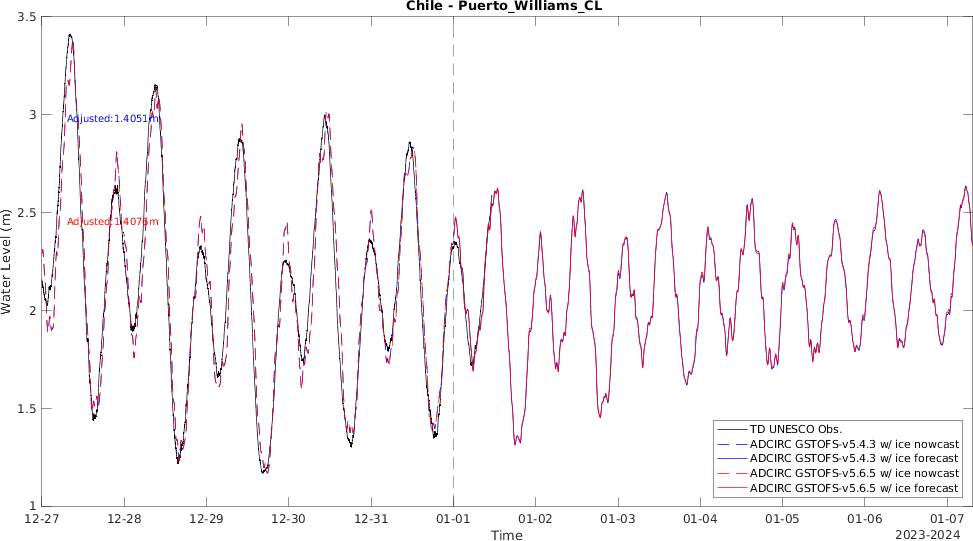 Chile - Puerto_Williams_CL
3.5
3
2.5
2
1.5
1
Water Level (m)
Adjusted:1.4051m
Adjusted:1.4076m
TD UNESCO Obs.
ADCIRC GSTOFS-v5.4.3 w/ ice nowcast
ADCIRC GSTOFS-v5.4.3 w/ ice forecast
ADCIRC GSTOFS-v5.6.5 w/ ice nowcast
ADCIRC GSTOFS-v5.6.5 w/ ice forecast
12-27 12-28 12-29 12-30 12-31 01-01 01-02 01-03 01-04 01-05 01-06 01-07
Time
2023-2024